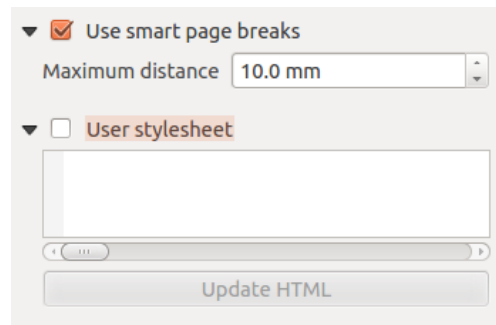 Use smart page breaks
Maximum distance 10.0 mm
User stylesheet
Update HTML